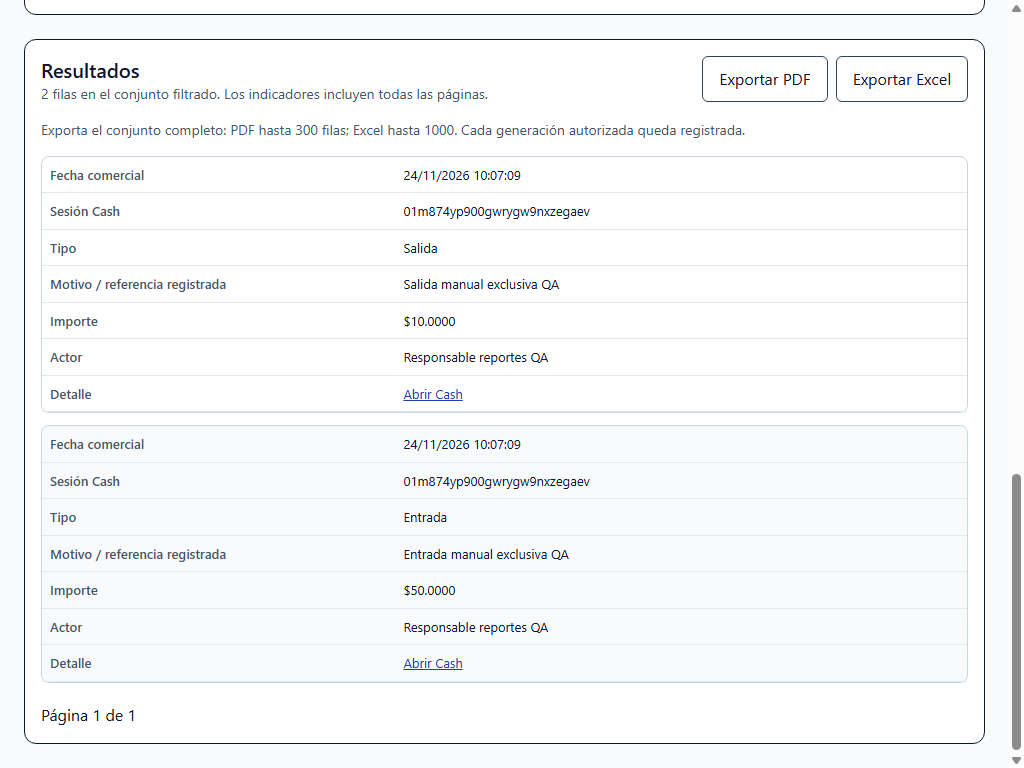 Resultados
2 filas en el conjunto filtrado. Los indicadores incluyen todas las páginas.
Exportar PDF
Exportar Excel
Exporta el conjunto completo: PDF hasta 300 filas; Excel hasta 1000. Cada generación autorizada queda registrada.
Fecha comercial 24/11/2026 10:07:09
Sesión Cash 01m874yp900gwrygw9nxzegaev
Tipo Salida
Motivo / referencia registrada Salida manual exclusiva QA
Importe $10.0000
Actor Responsable reportes QA
Detalle Abrir Cash
Fecha comercial 24/11/2026 10:07:09
Sesión Cash 01m874yp900gwrygw9nxzegaev
Tipo Entrada
Motivo / referencia registrada Entrada manual exclusiva QA
Importe $50.0000
Actor Responsable reportes QA
Detalle Abrir Cash
Página 1 de 1